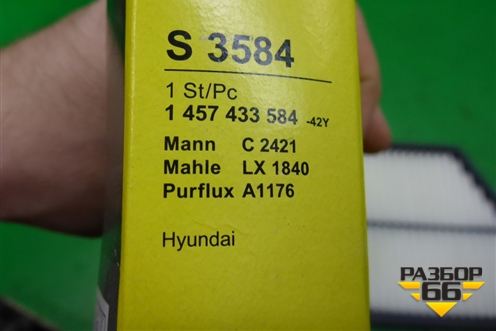 S 3584
1 St/Pc
1 457 433 584 -42Y
Mann C 2421
Mahle LX 1840
Purflux A1176
Hyundai
РАЗБОР
66